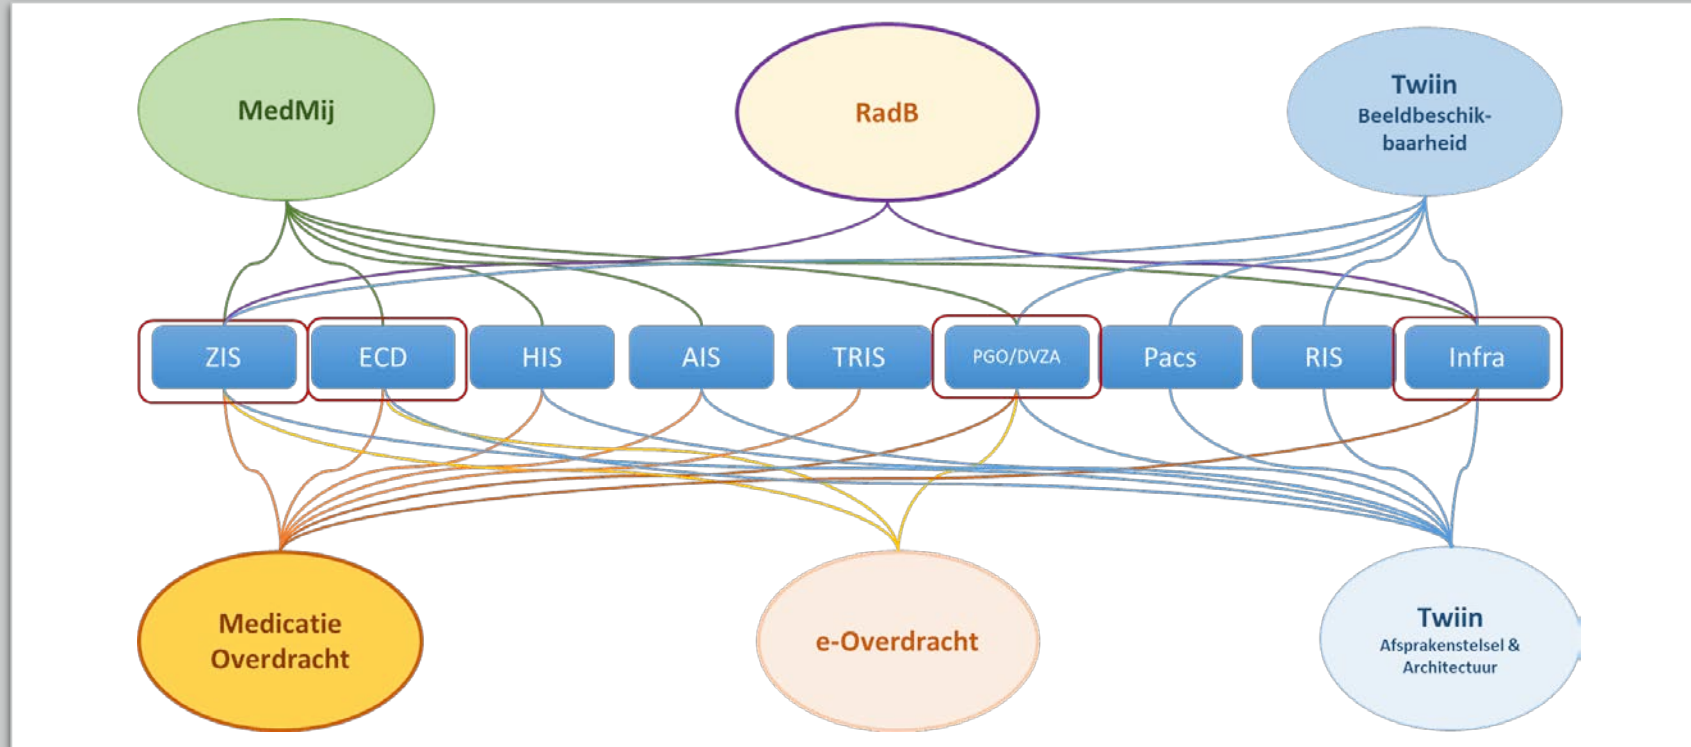 MedMij
RadB
Twiin
Beeldbeschik-
baarheid
ZIS
ECD
HIS
AIS
TRIS
PGO/DVZA
Pacs
RIS
Infra
Medicatie
Overdracht
e-Overdracht
Twiin
Afsprakenstelsel &
Architectuur